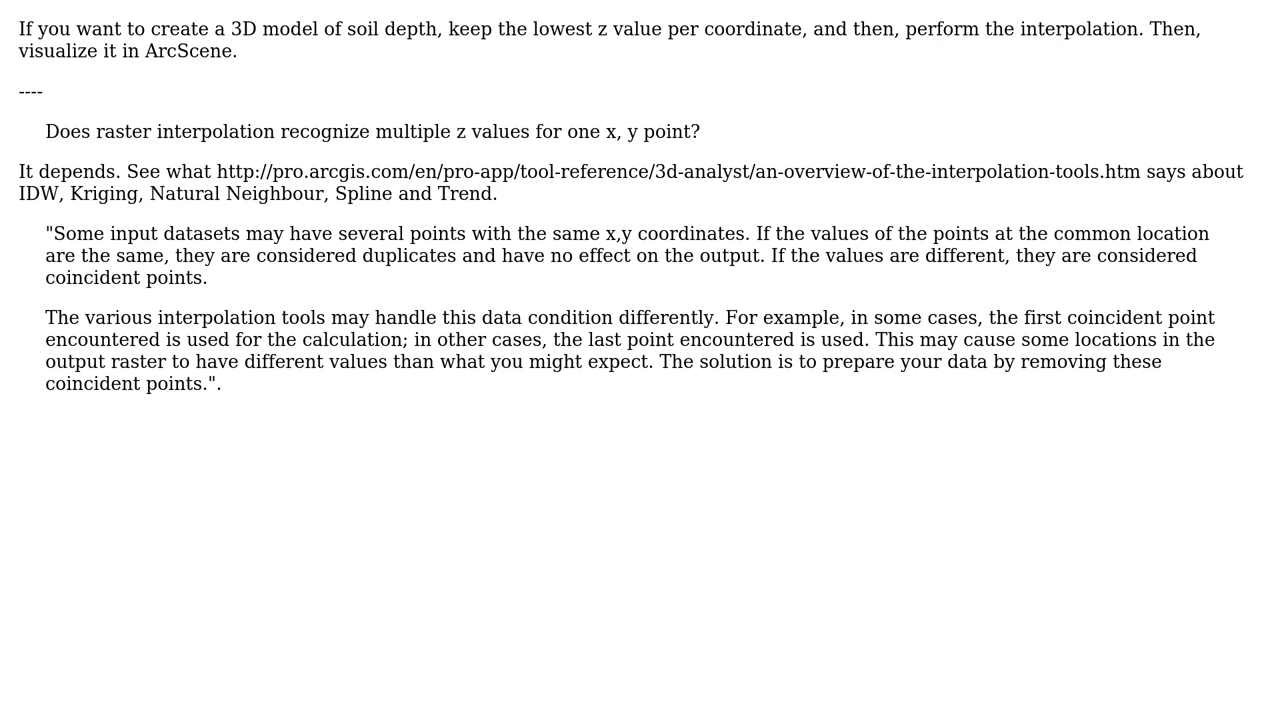 If you want to create a 3D model of soil depth, keep the lowest z value per coordinate, and then, perform the interpolation. Then,
visualize it in ArcScene.
----
Does raster interpolation recognize multiple z values for one x, y point?
It depends. See what http://pro.arcgis.com/en/pro-app/tool-reference/3d-analyst/an-overview-of-the-interpolation-tools.htm says about
IDW, Kriging, Natural Neighbour, Spline and Trend.
"Some input datasets may have several points with the same x,y coordinates. If the values of the points at the common location
are the same, they are considered duplicates and have no effect on the output. If the values are different, they are considered
coincident points.
The various interpolation tools may handle this data condition differently. For example, in some cases, the first coincident point
encountered is used for the calculation; in other cases, the last point encountered is used. This may cause some locations in the
output raster to have different values than what you might expect. The solution is to prepare your data by removing these
coincident points.".